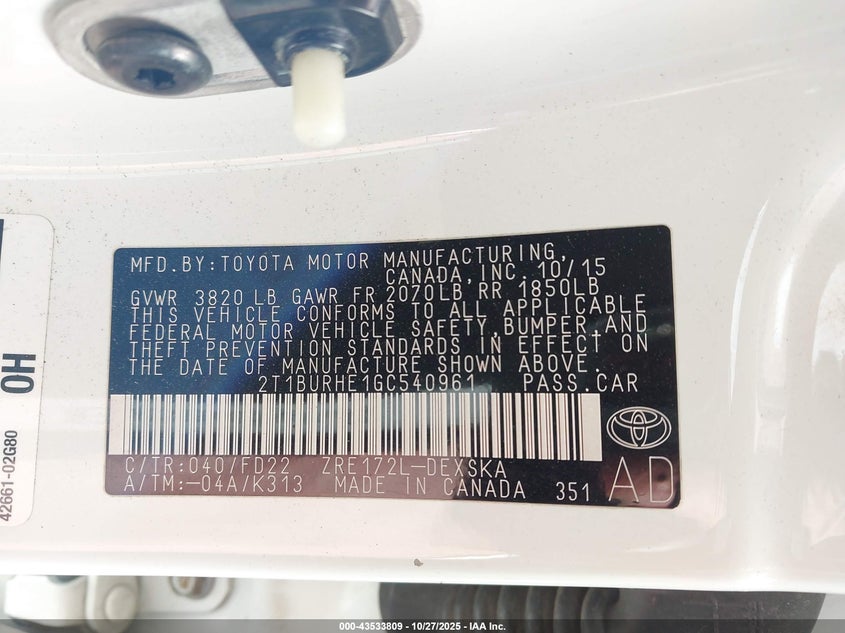 MFD.BY:TOYOTA MOTOR MANUFACTURING,
CANADA, INC. 10/15
GVWR 3820 LB GAWR FR 2070LB RR 1850LB
THIS VEHICLE CONFORMS TO ALL APPLICABLE
FEDERAL MOTOR VEHICLE SAFETY, BUMPER, AND
THEFT PREVENTION STANDARDS IN EFFECT ON
THE DATE OF MANUFACTURE SHOWN ABOVE.
2T1BURHE1GC540961 PASS.CAR
C/TR:040/FD22 ZRE172L-DEXSKA
A/TM:-04A/K313 MADE IN CANADA 351
AD
42661-02G80
OH
000-43533809 | 10/27/2025 | IAA Inc.